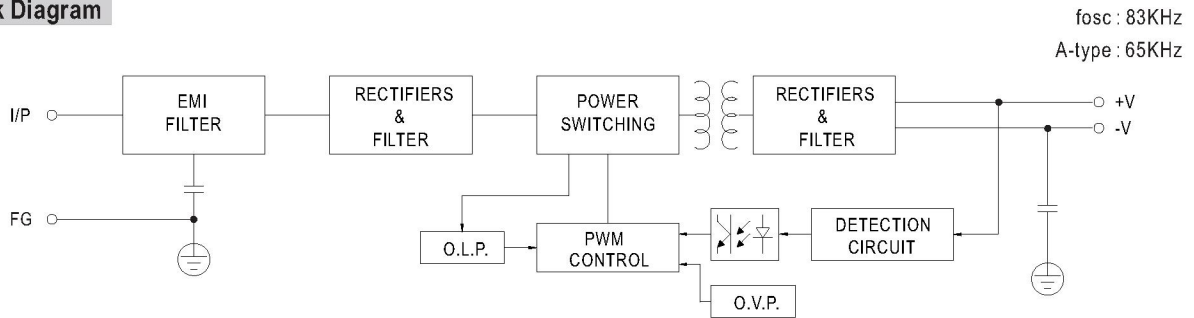 Diagram
fosc : 83KHz
A-type : 65KHz
I/P
EMI
FILTER
RECTIFIERS
&
FILTER
POWER
SWITCHING
RECTIFIERS
&
FILTER
+V
-V
FG
O.L.P.
PWM
CONTROL
DETECTION
CIRCUIT
O.V.P.